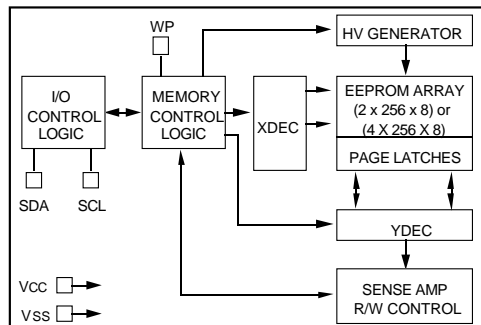 WP
HV GENERATOR
I/O
CONTROL
LOGIC
MEMORY
CONTROL
LOGIC
XDEC
EEPROM ARRAY
(2 x 256 x 8) or
(4 X 256 X 8)
PAGE LATCHES
SDA
SCL
YDEC
VCC
VSS
SENSE AMP
R/W CONTROL